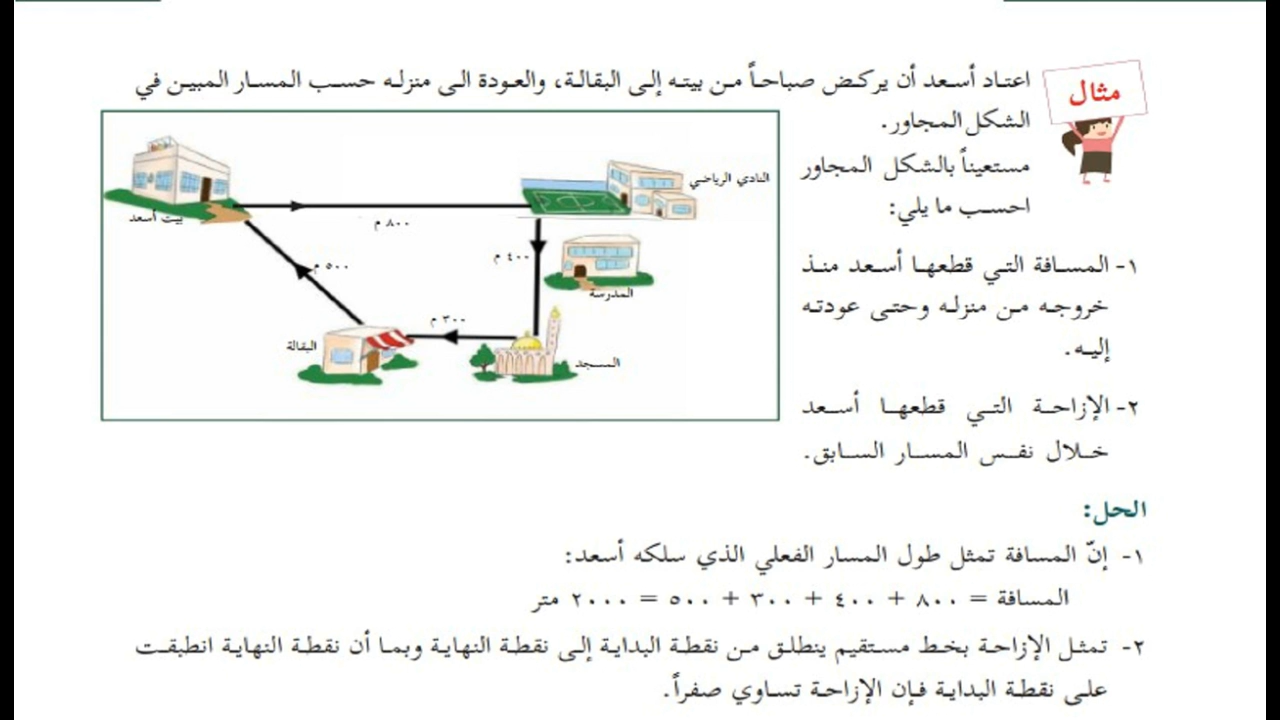 مثال
اعتاد أسعد أن يركض صباحاً من بيته إلى البقالة، والعودة الى منزله حسب المسار المبين في
الشكل المجاور.
مستعيناً بالشكل المجاور
احسب ما يلي:
١- المسافة التي قطعها أسعد منذ
خروجه من منزله وحتى عودته
إليه.
٢- الإزاحة التي قطعها أسعد
خلال نفس المسار السابق.
النادي الرياضي
بيت أسعد
٨٠٠ م
٤٠٠ م
٥٠٠ م
المدرسة
٣٠٠ م
البقالة
المسجد
الحل:
١- إنّ المسافة تمثل طول المسار الفعلي الذي سلكه أسعد:
المسافة = ٨٠٠ + ٤٠٠ + ٣٠٠ + ٥٠٠ = ٢٠٠٠ متر
٢- تمثل الإزاحة بخط مستقيم ينطلق من نقطة البداية إلى نقطة النهاية وبما أن نقطة النهاية انطبقت
على نقطة البداية فإن الإزاحة تساوي صفراً.